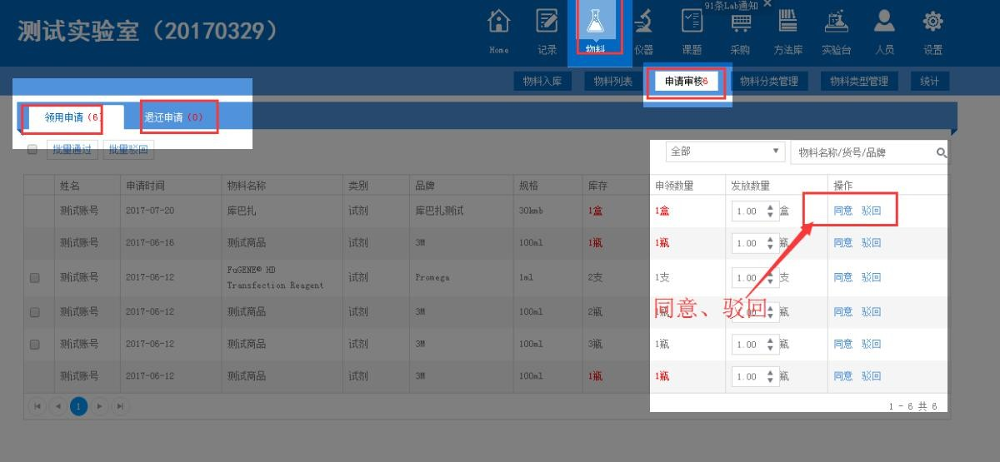 91条Lab通知 ×
测试实验室（20170329）
Home 记录 物料 仪器 课题 采购 方法库 实验台 人员 设置
物料入库 物料列表 申请审核6 物料分类管理 物料类型管理 统计
领用申请（6） 退还申请（0）
批量通过 批量驳回 全部 物料名称/货号/品牌
姓名 申请时间 物料名称 类别 品牌 规格 库存 申领数量 发放数量 操作
测试账号 2017-07-20 库巴扎 试剂 库巴扎测试 30kmb 1盒 1盒 1.00 盒 同意 驳回
测试账号 2017-06-16 测试商品 试剂 3M 100ml 1瓶 1瓶 1.00 瓶 同意 驳回
测试账号 2017-06-12 FuGENE® HD Transfection Reagent 试剂 Promega 1ml 2支 1支 1.00 支 同意 驳回
同意、驳回
测试账号 2017-06-12 测试商品 试剂 3M 100ml 2瓶 1瓶 1.00 瓶 同意 驳回
测试账号 2017-06-12 测试商品 试剂 3M 100ml 3瓶 1瓶 1.00 瓶 同意 驳回
测试账号 2017-06-12 测试商品 试剂 3M 100ml 1瓶 1瓶 1.00 瓶 同意 驳回
1 1 - 6 共 6